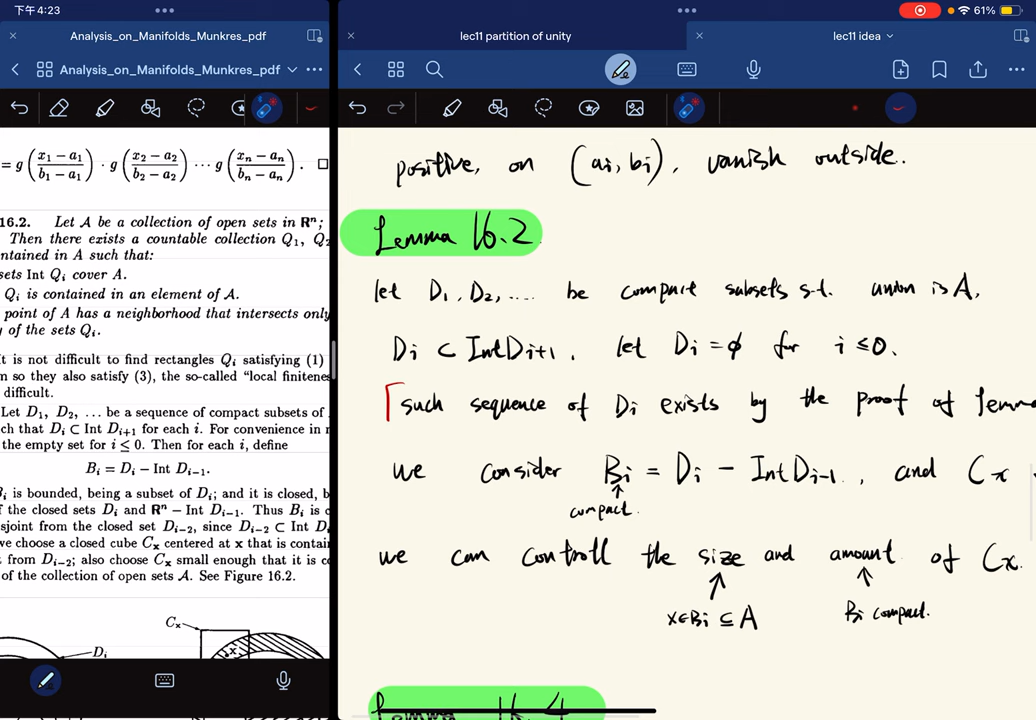 下午4:23
61%
Analysis_on_Manifolds_Munkres_pdf
lec11 partition of unity
lec11 idea
Analysis_on_Manifolds_Munkres_pdf
= g ( (x₁ − a₁)/(b₁ − a₁) ) · g ( (x₂ − a₂)/(b₂ − a₂) ) ··· g ( (xₙ − aₙ)/(bₙ − aₙ) ). □
16.2. Let 𝒜 be a collection of open sets in Rⁿ;
Then there exists a countable collection Q₁, Q₂
ntained in A such that:
sets Int Qᵢ cover A.
Qᵢ is contained in an element of 𝒜.
point of A has a neighborhood that intersects only
y of the sets Qᵢ.
t is not difficult to find rectangles Qᵢ satisfying (1)
m so they also satisfy (3), the so-called "local finitenes
difficult.
Let D₁, D₂, … be a sequence of compact subsets of
ch that Dᵢ ⊂ Int Dᵢ₊₁ for each i. For convenience in n
the empty set for i ≤ 0. Then for each i, define
Bᵢ = Dᵢ − Int Dᵢ₋₁.
Bᵢ is bounded, being a subset of Dᵢ; and it is closed, b
f the closed sets Dᵢ and Rⁿ − Int Dᵢ₋₁. Thus Bᵢ is c
isjoint from the closed set Dᵢ₋₂, since Dᵢ₋₂ ⊂ Int D
we choose a closed cube Cₓ centered at x that is contai
t from Dᵢ₋₂; also choose Cₓ small enough that it is co
of the collection of open sets 𝒜. See Figure 16.2.
Cₓ
x
Dᵢ
positive, on (ai, bi), vanish outside.
Lemma 16.2
let D₁, D₂, .... be compact subsets s.t. union is A,
Di ⊂ IntDi+1, let Di = ϕ for i ≤ 0.
such sequence of Di exists by the proof of lemma
we consider Bi = Di − IntDi-1, and Cx
compact.
we can controll the size and amount of Cx.
x∈Bi ⊆ A
Bi compact.
Lemma 16.4